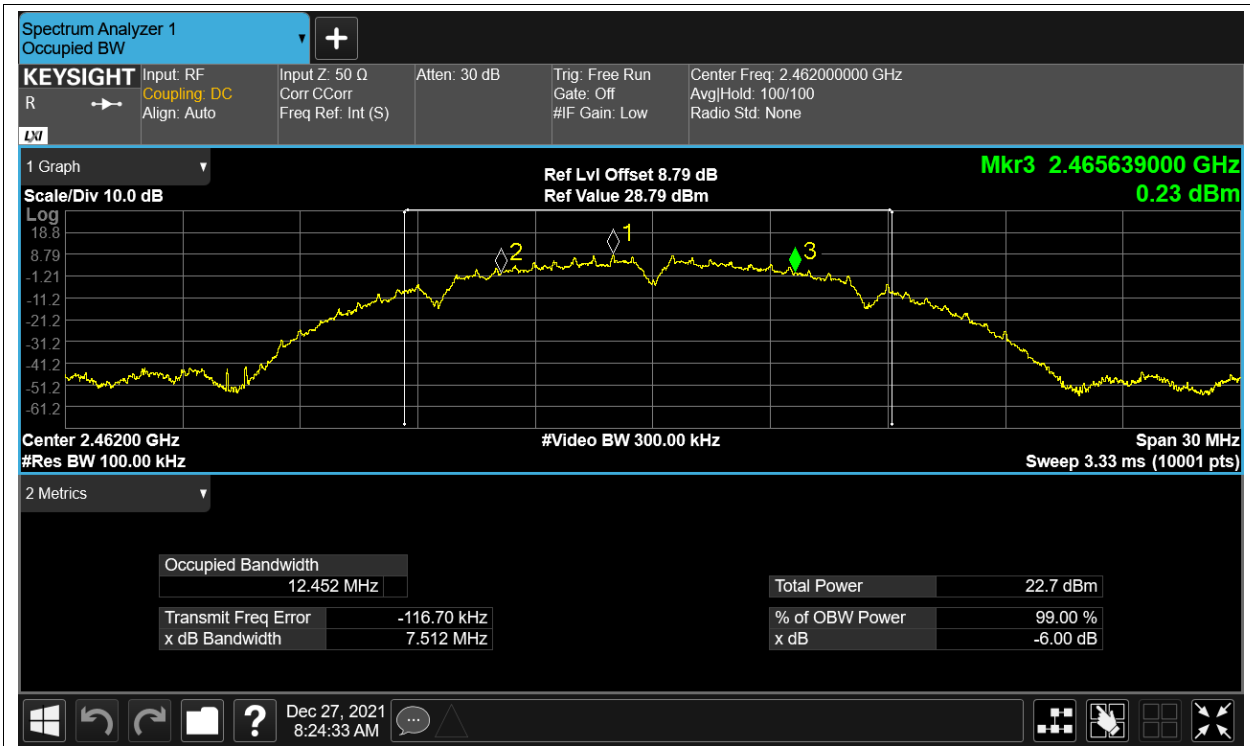 Spectrum Analyzer 1
Occupied BW
KEYSIGHT
R
LXI
Input: RF
Coupling: DC
Align: Auto
Input Z: 50 Ω
Corr CCorr
Freq Ref: Int (S)
Atten: 30 dB
Trig: Free Run
Gate: Off
#IF Gain: Low
Center Freq: 2.462000000 GHz
Avg|Hold: 100/100
Radio Std: None
1 Graph
Scale/Div 10.0 dB
Ref Lvl Offset 8.79 dB
Ref Value 28.79 dBm
Mkr3 2.465639000 GHz
0.23 dBm
Log
18.8
8.79
-1.21
-11.2
-21.2
-31.2
-41.2
-51.2
-61.2
2
1
3
Center 2.46200 GHz
#Video BW 300.00 kHz
Span 30 MHz
#Res BW 100.00 kHz
Sweep 3.33 ms (10001 pts)
2 Metrics
Occupied Bandwidth
12.452 MHz
Total Power 22.7 dBm
Transmit Freq Error -116.70 kHz
% of OBW Power 99.00 %
x dB Bandwidth 7.512 MHz
x dB -6.00 dB
?
Dec 27, 2021
8:24:33 AM